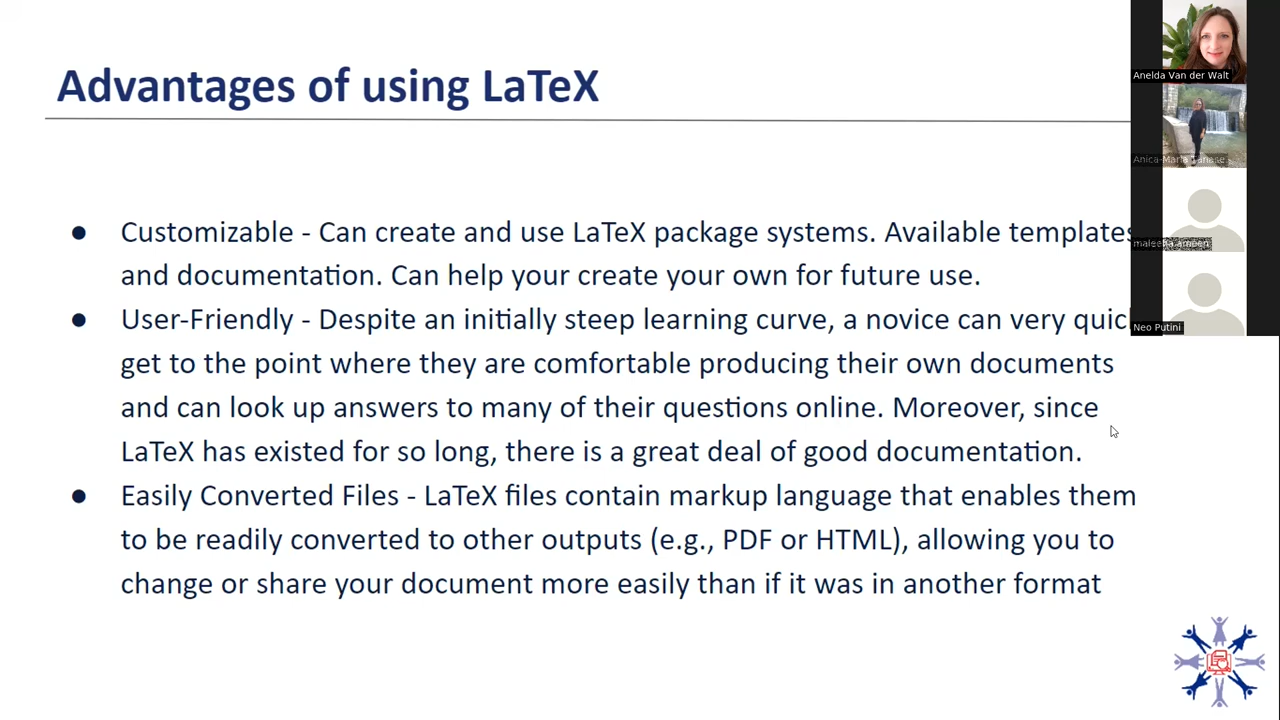 Advantages of using LaTeX
● Customizable - Can create and use LaTeX package systems. Available templates
and documentation. Can help your create your own for future use.
● User-Friendly - Despite an initially steep learning curve, a novice can very quic
get to the point where they are comfortable producing their own documents
and can look up answers to many of their questions online. Moreover, since
LaTeX has existed for so long, there is a great deal of good documentation.
● Easily Converted Files - LaTeX files contain markup language that enables them
to be readily converted to other outputs (e.g., PDF or HTML), allowing you to
change or share your document more easily than if it was in another format
Anelda Van der Walt
Anica-Maria Tanase
Neo Putini